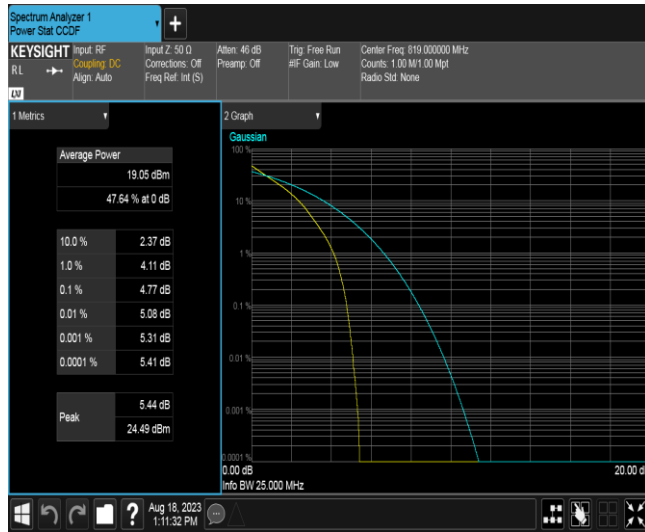 Spectrum Analyzer 1
Power Stat CCDF
+
KEYSIGHT
R L
LXI
Input: RF
Coupling: DC
Align: Auto
Input Z: 50 Ω
Corrections: Off
Freq Ref: Int (S)
Atten: 46 dB
Preamp: Off
Trig: Free Run
#IF Gain: Low
Center Freq: 819.000000 MHz
Counts: 1.00 M/1.00 Mpt
Radio Std: None
1 Metrics
Average Power
19.05 dBm
47.64 % at 0 dB
10.0 % 2.37 dB
1.0 % 4.11 dB
0.1 % 4.77 dB
0.01 % 5.08 dB
0.001 % 5.31 dB
0.0001 % 5.41 dB
Peak 5.44 dB
24.49 dBm
2 Graph
Gaussian
100 %
10 %
1 %
0.1 %
0.01 %
0.001 %
0.0001 %
0.00 dB
20.00 d
Info BW 25.000 MHz
?
Aug 18, 2023
1:11:32 PM